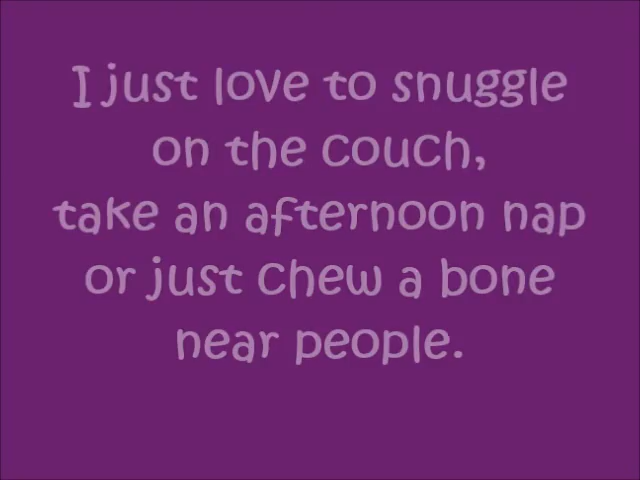 I just love to snuggle
on the couch,
take an afternoon nap
or just chew a bone
near people.